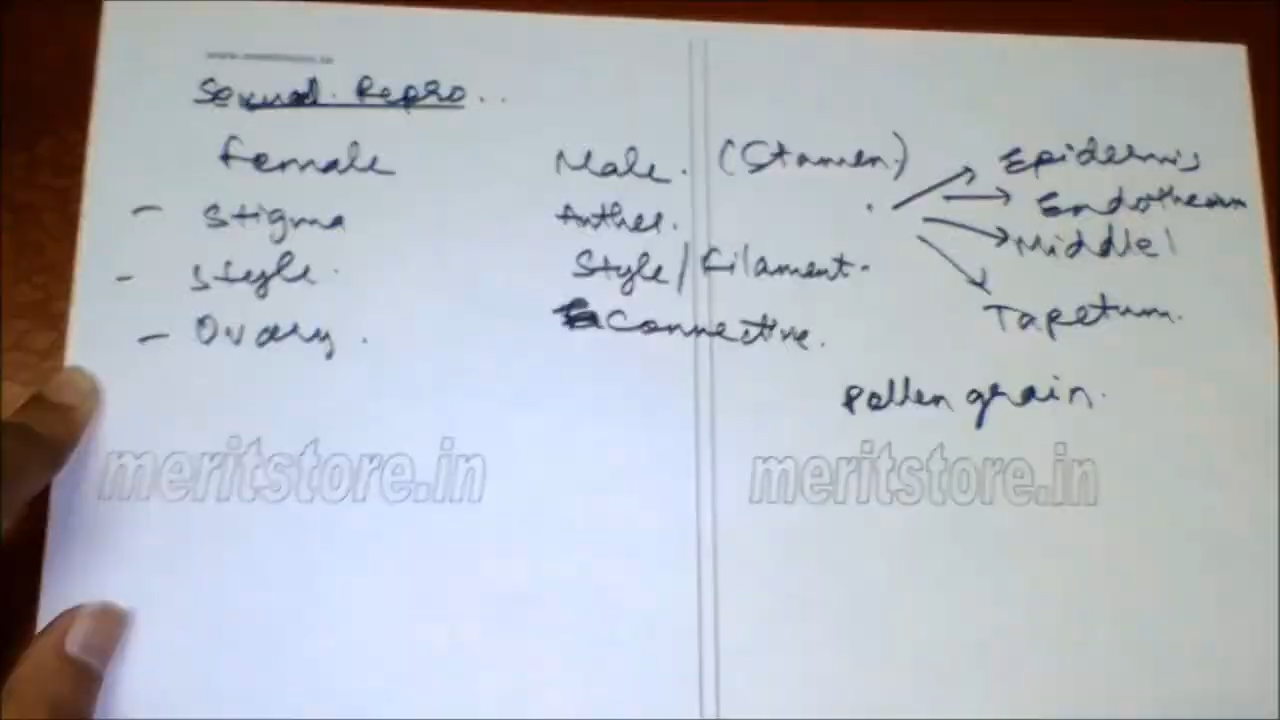 Sexual Repro..
Female
- Stigma
- Style.
- Ovary.
Male. (Stamen)
Anther.
Style/Filament.
Connective.
Epidermis
Endothecium
Middle
Tapetum.
Pollen grain.
meritstore.in
meritstore.in